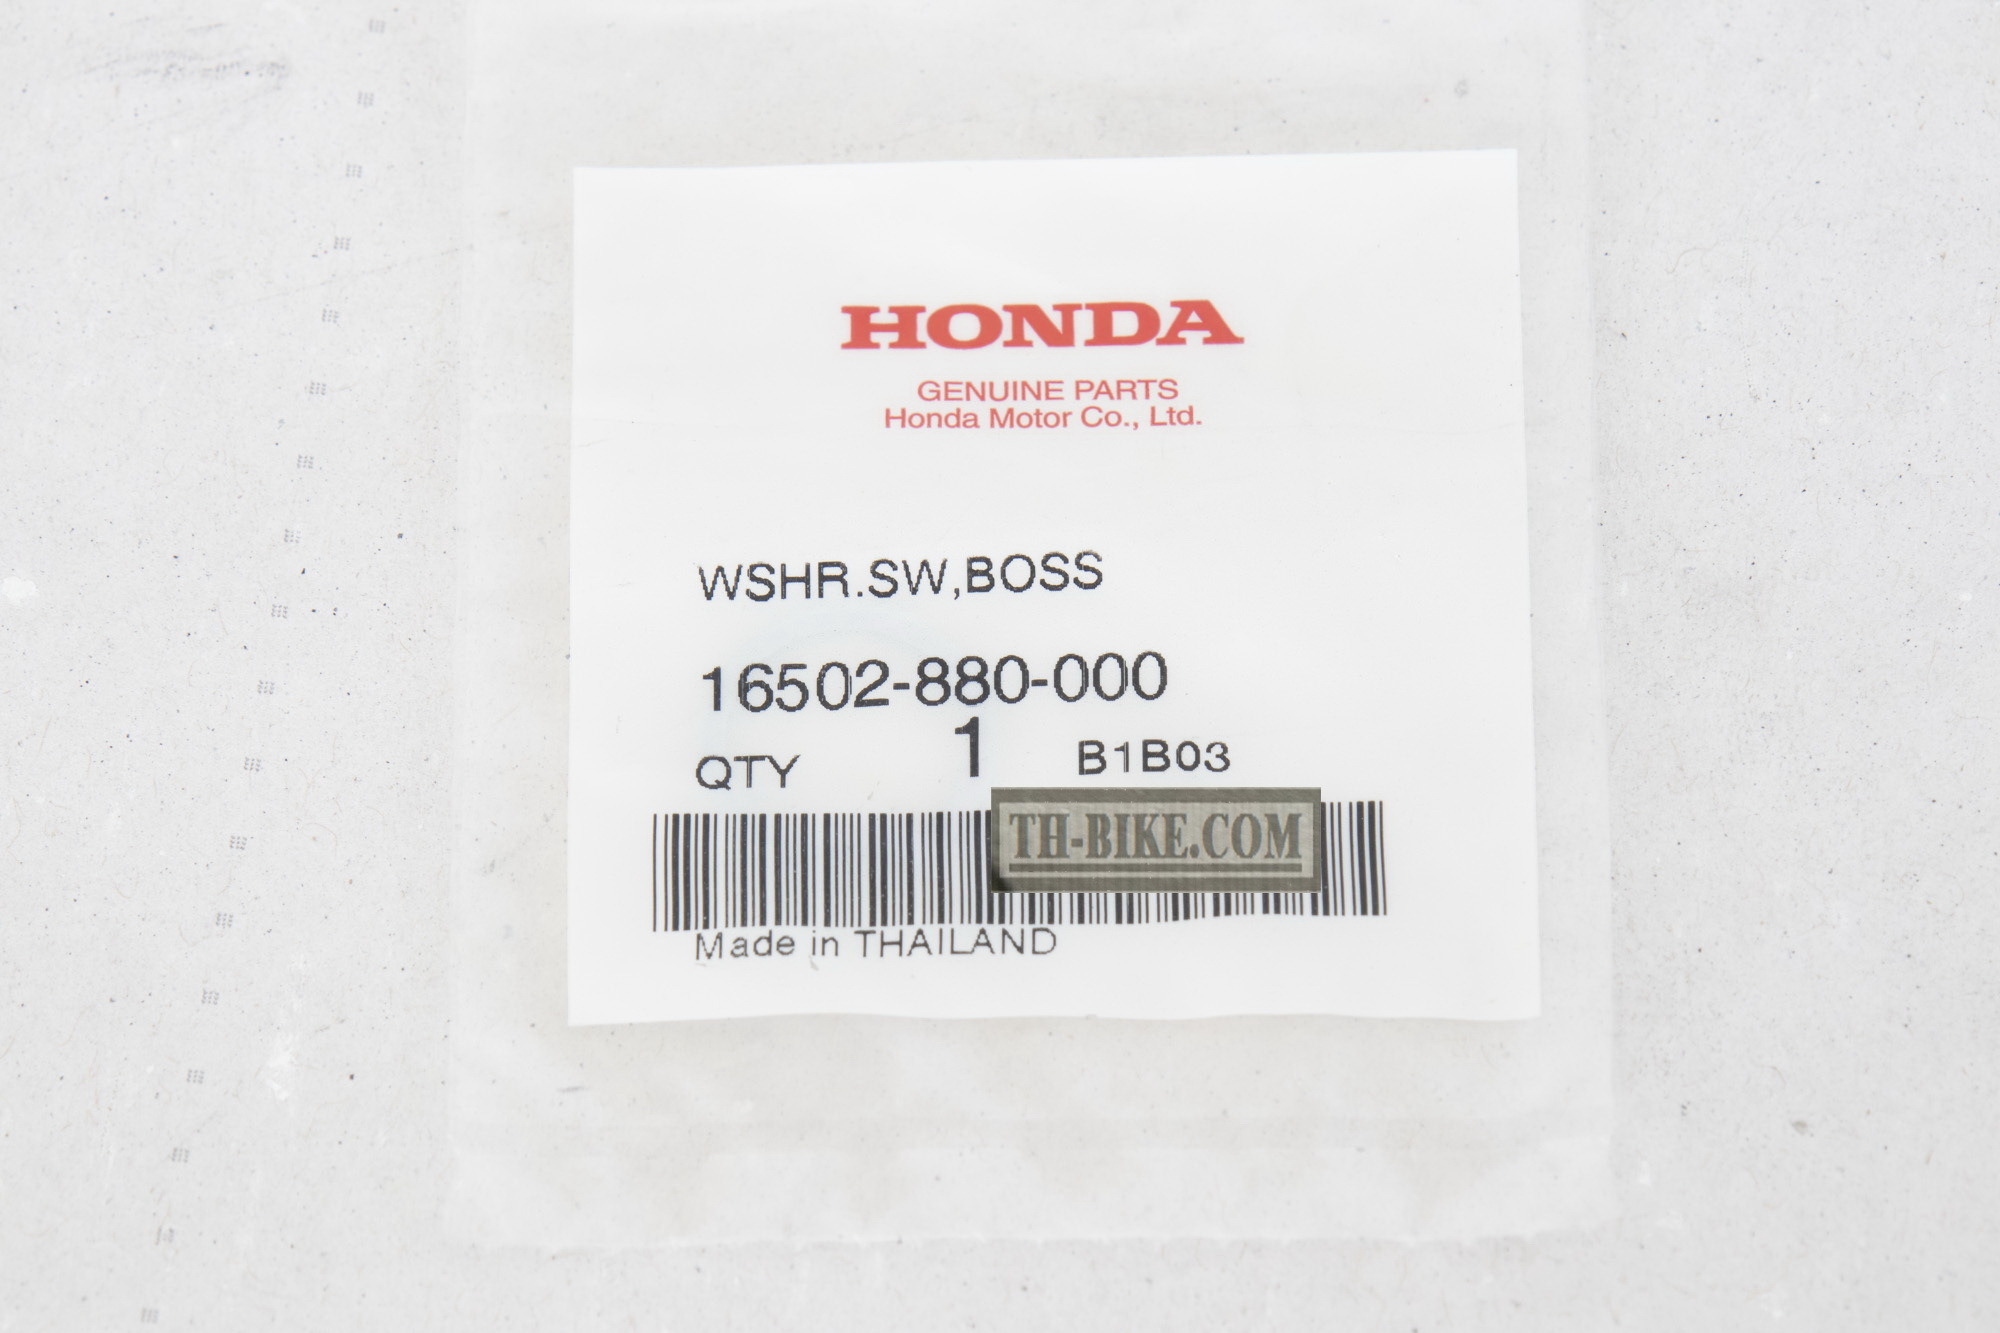 HONDA
GENUINE PARTS
Honda Motor Co., Ltd.
WSHR.SW,BOSS
16502-880-000
QTY 1 B1B03
TH-BIKE.COM
Made in THAILAND